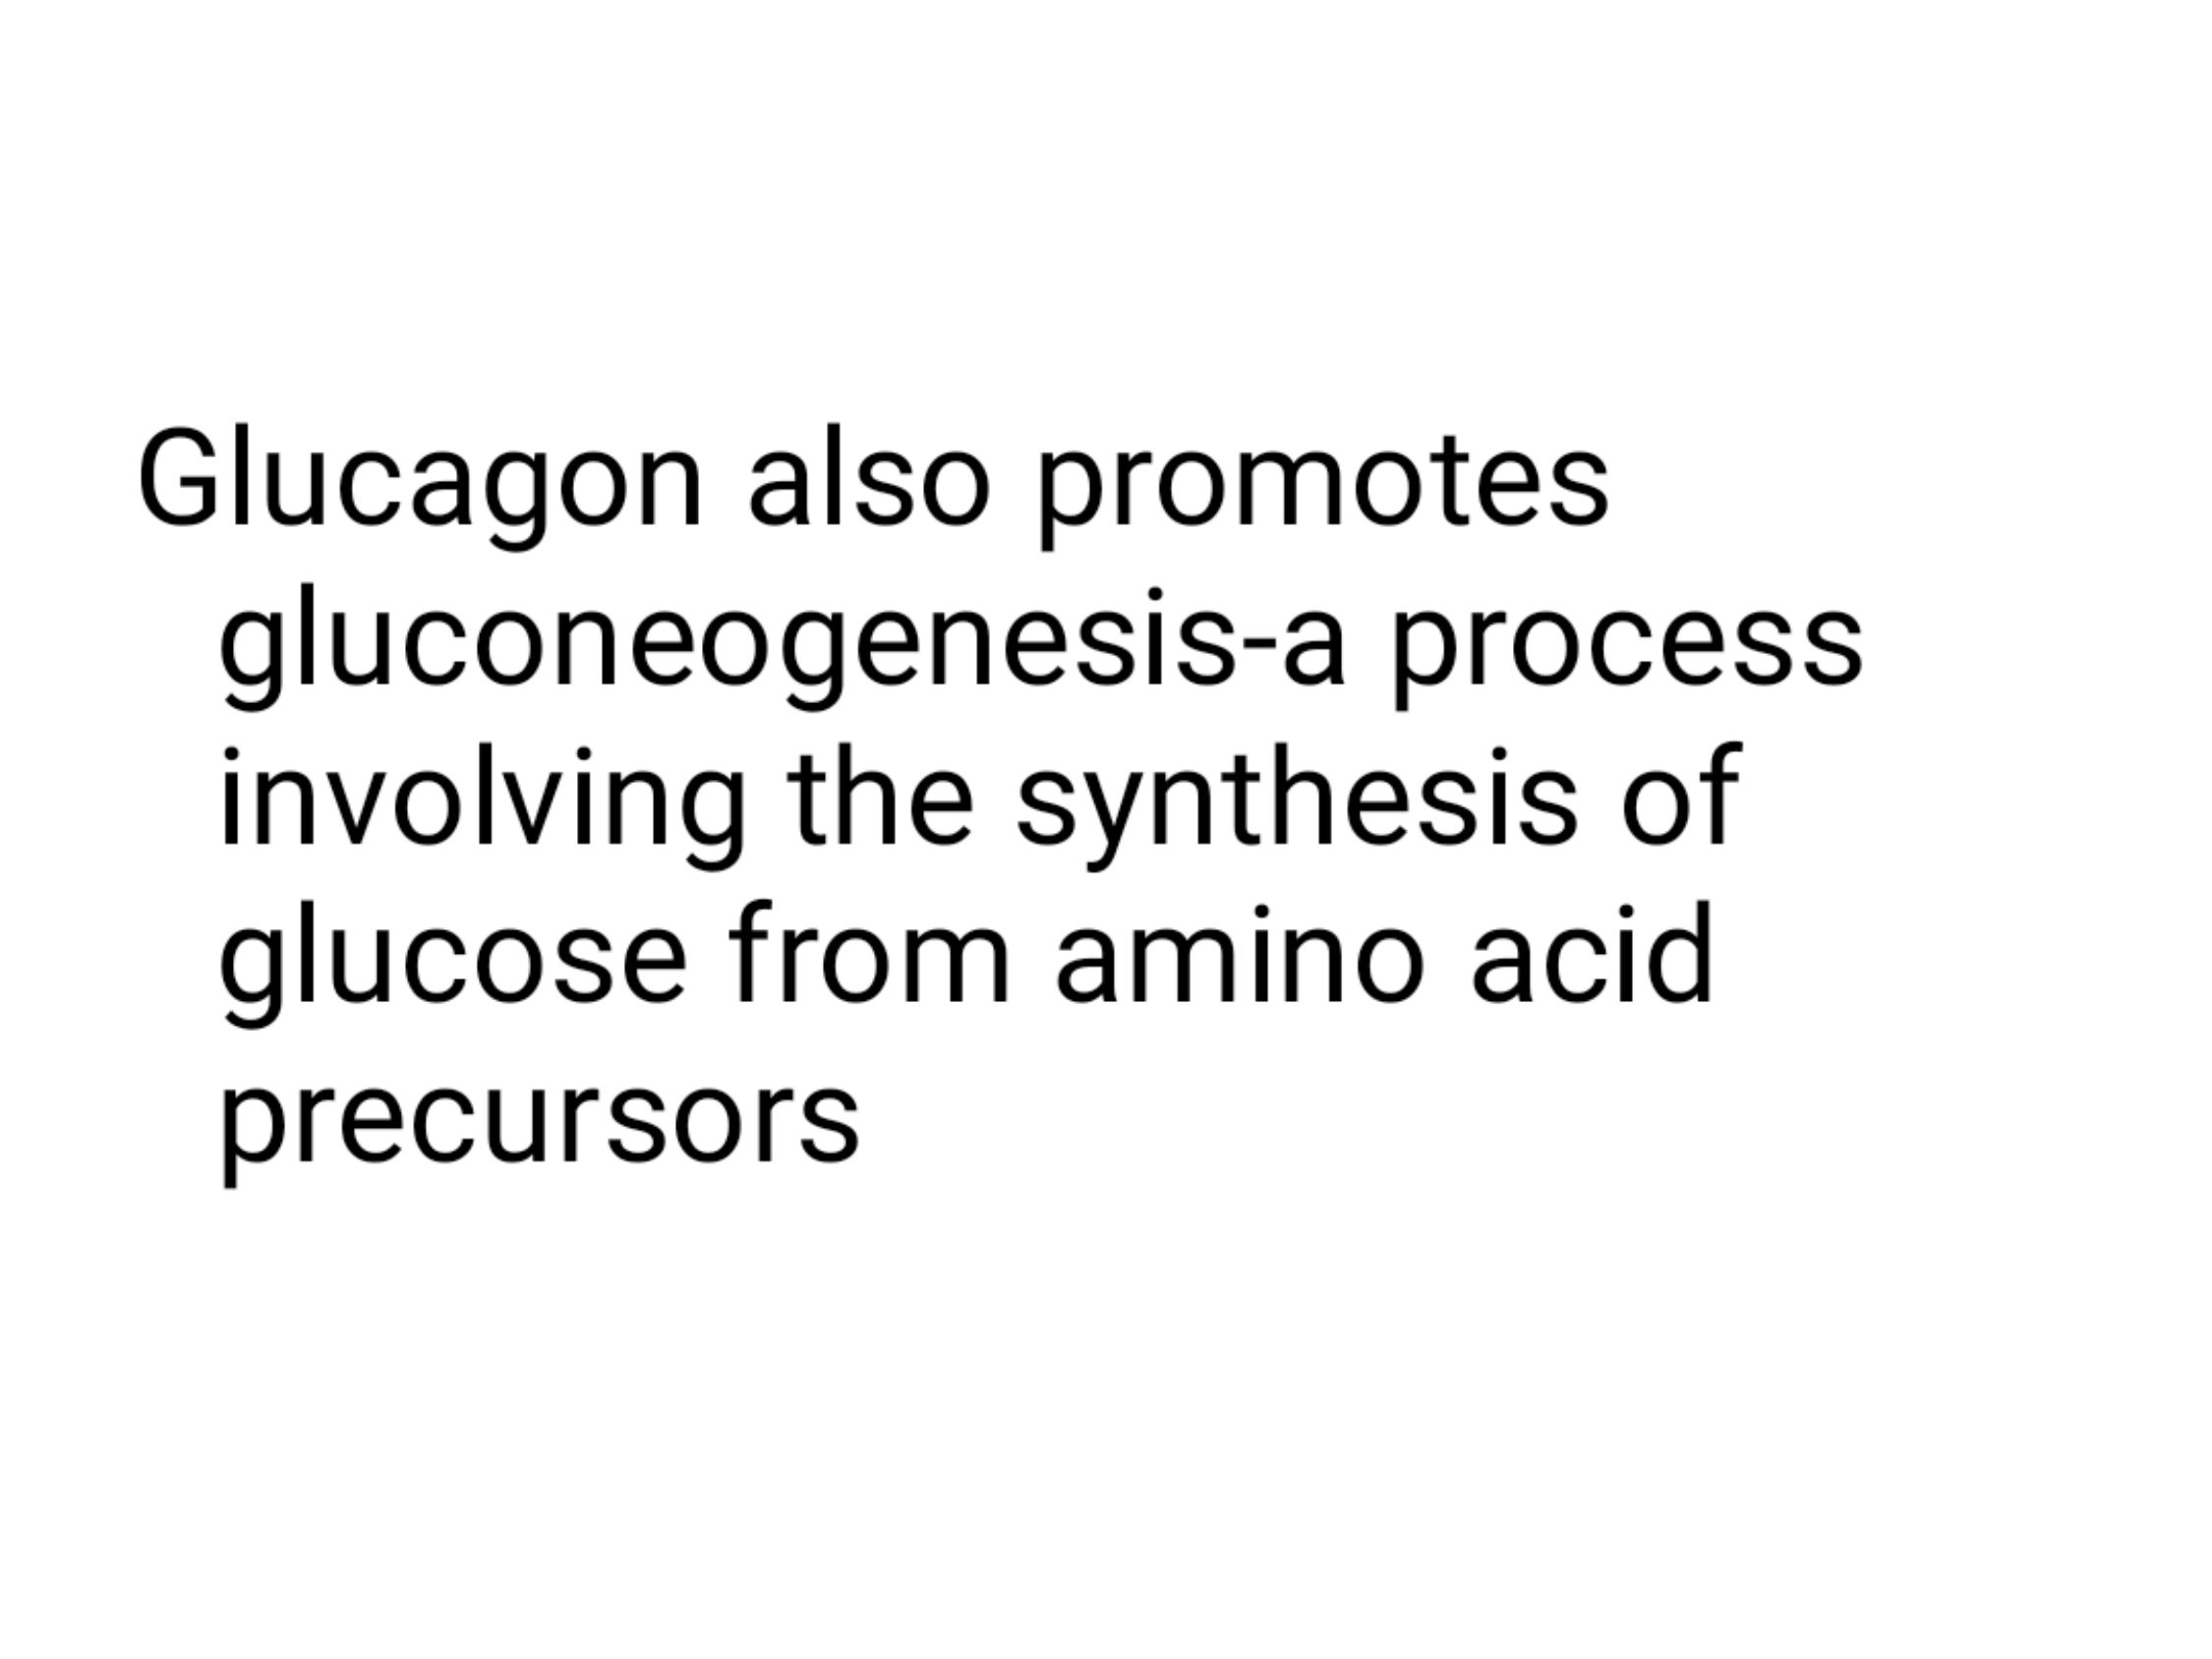 Glucagon also promotes
gluconeogenesis-a process
involving the synthesis of
glucose from amino acid
precursors